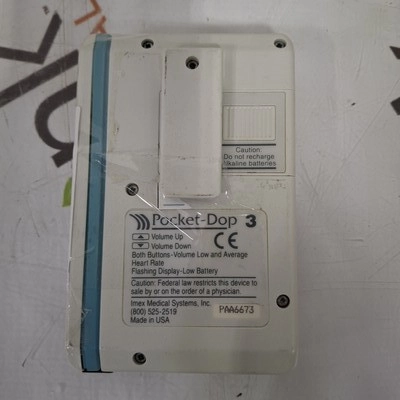 Caution:
Do not recharge
Alkaline batteries
Pocket-Dop 3
Volume Up
Volume Down
CE
Both Buttons-Volume Low and Average
Heart Rate
Flashing Display-Low Battery
Caution: Federal law restricts this device to
sale by or on the order of a physician.
Imex Medical Systems, Inc.
(800) 525-2519
Made in USA
PAA6673